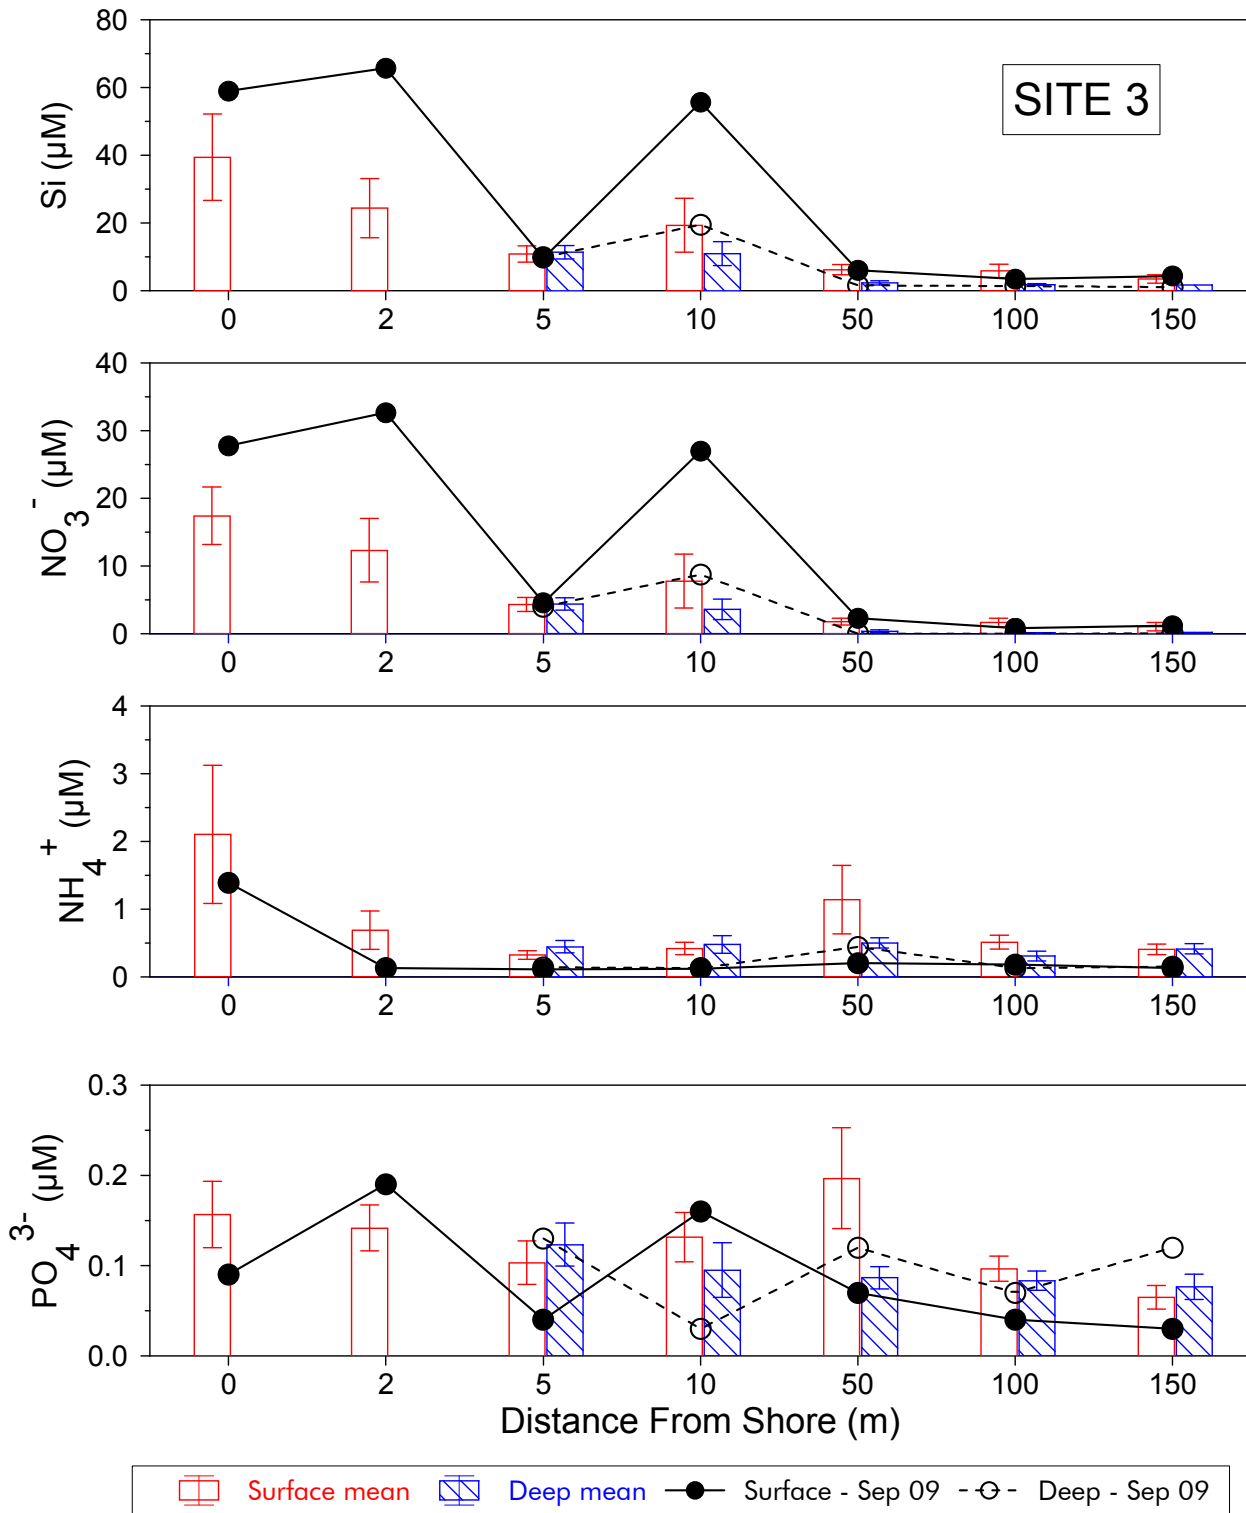 SITE 3
Si (µM)
80
60
40
20
0
0 2 5 10 50 100 150
NO3- (µM)
40
30
20
10
0
0 2 5 10 50 100 150
NH4+ (µM)
4
3
2
1
0
0 2 5 10 50 100 150
PO43- (µM)
0.3
0.2
0.1
0.0
0 2 5 10 50 100 150
Distance From Shore (m)
Surface mean Deep mean Surface - Sep 09 Deep - Sep 09